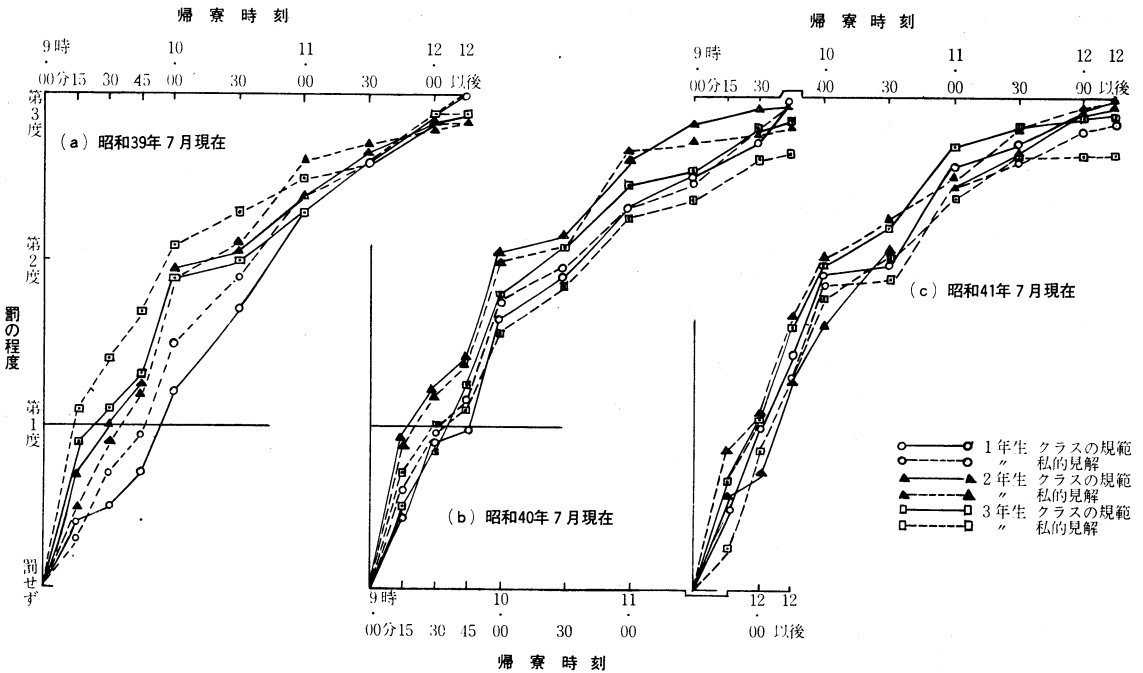 帰寮時刻
9時 10 11 12 12
00分 15 30 45 00 30 00 30 00 以後
帰寮時刻
9時 10 11 12 12
00分 15 30 00 00 30 90 以後
第3度
第2度
罰の程度
第1度
罰せず
(a) 昭和39年7月現在
(b) 昭和40年7月現在
(c) 昭和41年7月現在
1年生 クラスの規範
〃 私的見解
2年生 クラスの規範
〃 私的見解
3年生 クラスの規範
〃 私的見解
9時 10 11 12 12
00分 15 30 45 00 30 00 00 以後
帰寮時刻